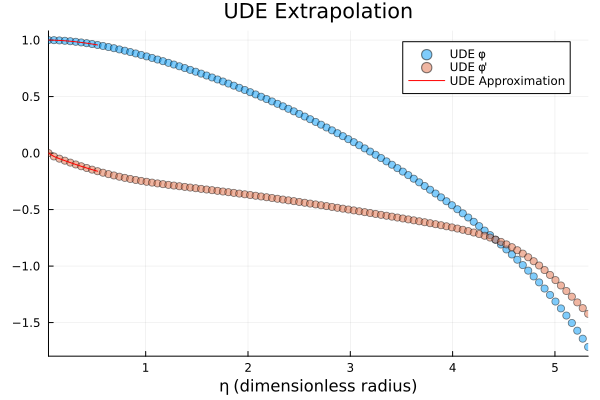 UDE Extrapolation
UDE φ
UDE φ'
UDE Approximation
1.0
0.5
0.0
−0.5
−1.0
−1.5
1 2 3 4 5
η (dimensionless radius)